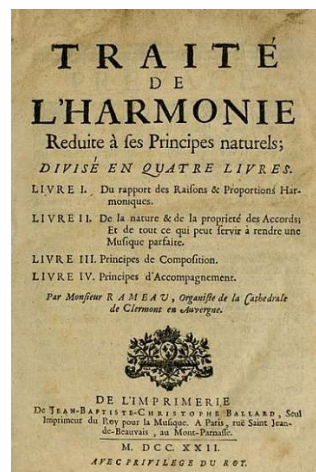 TRAITÉ
DE
L'HARMONIE
Reduite à ſes Principes naturels;
DIVISÉ EN QUATRE LIVRES.
LIVRE I. Du rapport des Raiſons & Proportions Har-
moniques.
LIVRE II. De la nature & de la proprieté des Accords;
Et de tout ce qui peut ſervir à rendre une
Muſique parfaite.
LIVRE III. Principes de Compoſition.
LIVRE IV. Principes d'Accompagnement.
Par Monſieur RAMEAU, Organiſte de la Cathedrale
de Clermont en Auvergne.
DE L'IMPRIMERIE
De JEAN-BAPTISTE-CHRISTOPHE BALLARD, Seul
Imprimeur du Roy pour la Muſique. A Paris, ruë Saint Jean-
de-Beauvais, au Mont-Parnaſſe.
M. DCC. XXII.
AVEC PRIVILEGE DU ROY.